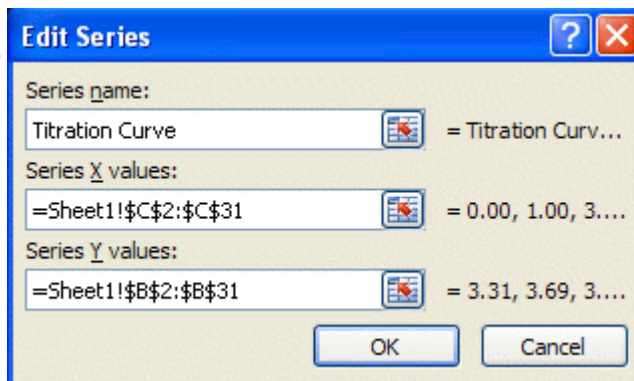 Edit Series
Series name:
Titration Curve = Titration Curv...
Series X values:
=Sheet1!$C$2:$C$31 = 0.00, 1.00, 3....
Series Y values:
=Sheet1!$B$2:$B$31 = 3.31, 3.69, 3....
OK Cancel